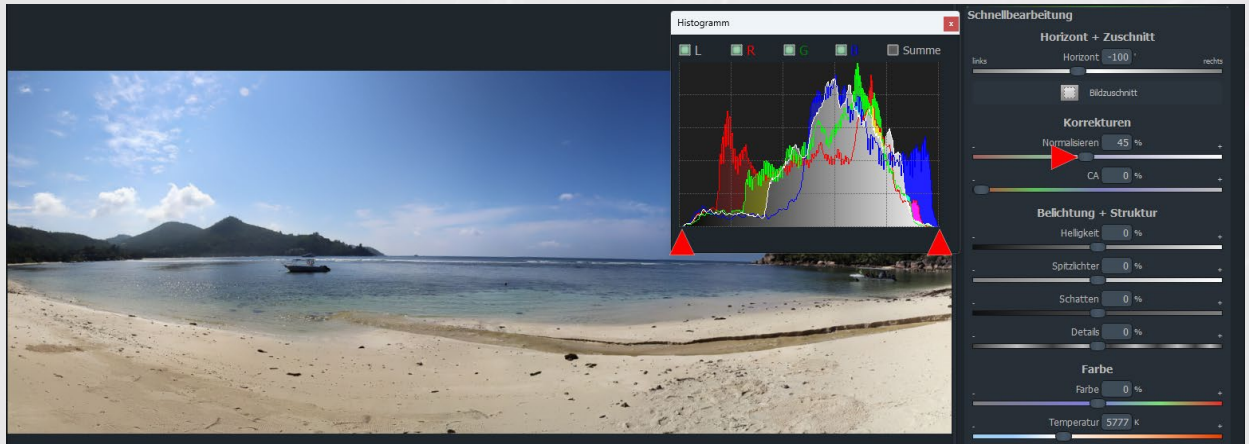 Histogramm
x
L R G B Summe
Schnellbearbeitung
Horizont + Zuschnitt
links Horizont -100 ' rechts
Bildzuschnitt
Korrekturen
- Normalisieren 45 % +
- CA 0 % +
Belichtung + Struktur
- Helligkeit 0 % +
- Spitzlichter 0 % +
- Schatten 0 % +
- Details 0 % +
Farbe
- Farbe 0 % +
- Temperatur 5777 K +